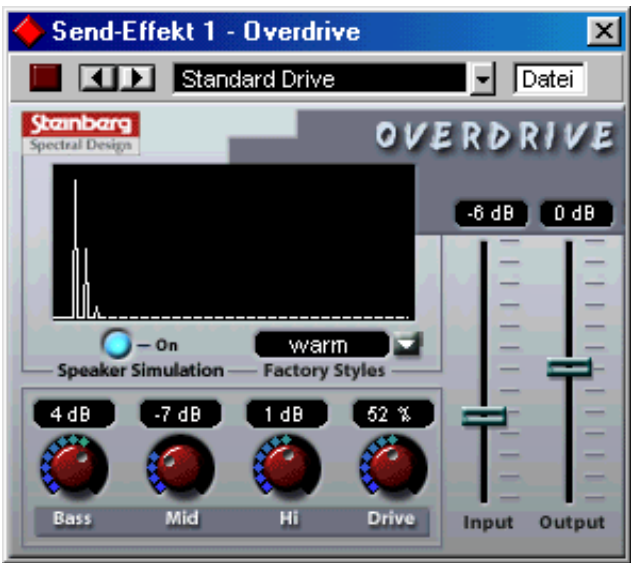 Send-Effekt 1 - Overdrive
Standard Drive
Datei
Steinberg
Spectral Design
OVERDRIVE
-6 dB 0 dB
On
warm
Speaker Simulation Factory Styles
4 dB -7 dB 1 dB 52 %
Bass Mid Hi Drive
Input Output